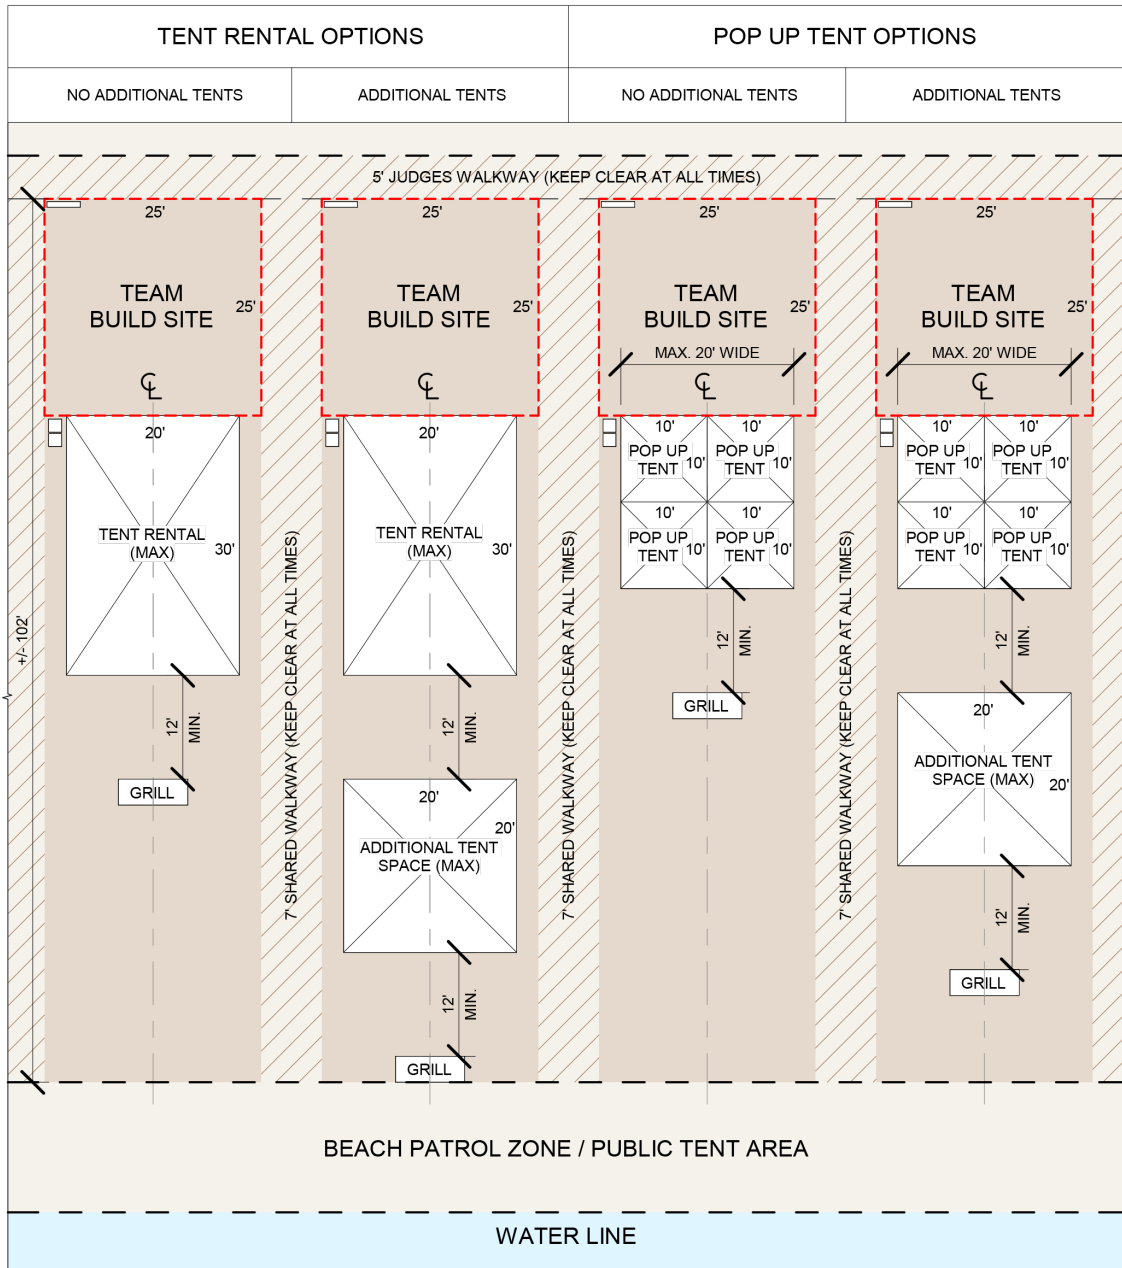 TENT RENTAL OPTIONS
POP UP TENT OPTIONS
NO ADDITIONAL TENTS
ADDITIONAL TENTS
NO ADDITIONAL TENTS
ADDITIONAL TENTS
5' JUDGES WALKWAY (KEEP CLEAR AT ALL TIMES)
+/- 102'
25'
TEAM
BUILD SITE
25'
CL
20'
TENT RENTAL
(MAX)
30'
12'
MIN.
GRILL
7' SHARED WALKWAY (KEEP CLEAR AT ALL TIMES)
25'
TEAM
BUILD SITE
25'
CL
20'
TENT RENTAL
(MAX)
30'
12'
MIN.
20'
20'
ADDITIONAL TENT
SPACE (MAX)
12'
MIN.
GRILL
7' SHARED WALKWAY (KEEP CLEAR AT ALL TIMES)
25'
TEAM
BUILD SITE
25'
MAX. 20' WIDE
CL
10'
POP UP
TENT
10'
10'
POP UP
TENT
10'
10'
POP UP
TENT
10'
10'
POP UP
TENT
10'
12'
MIN.
GRILL
7' SHARED WALKWAY (KEEP CLEAR AT ALL TIMES)
25'
TEAM
BUILD SITE
25'
MAX. 20' WIDE
CL
10'
POP UP
TENT
10'
10'
POP UP
TENT
10'
10'
POP UP
TENT
10'
10'
POP UP
TENT
10'
12'
MIN.
20'
ADDITIONAL TENT
SPACE (MAX)
20'
12'
MIN.
GRILL
BEACH PATROL ZONE / PUBLIC TENT AREA
WATER LINE